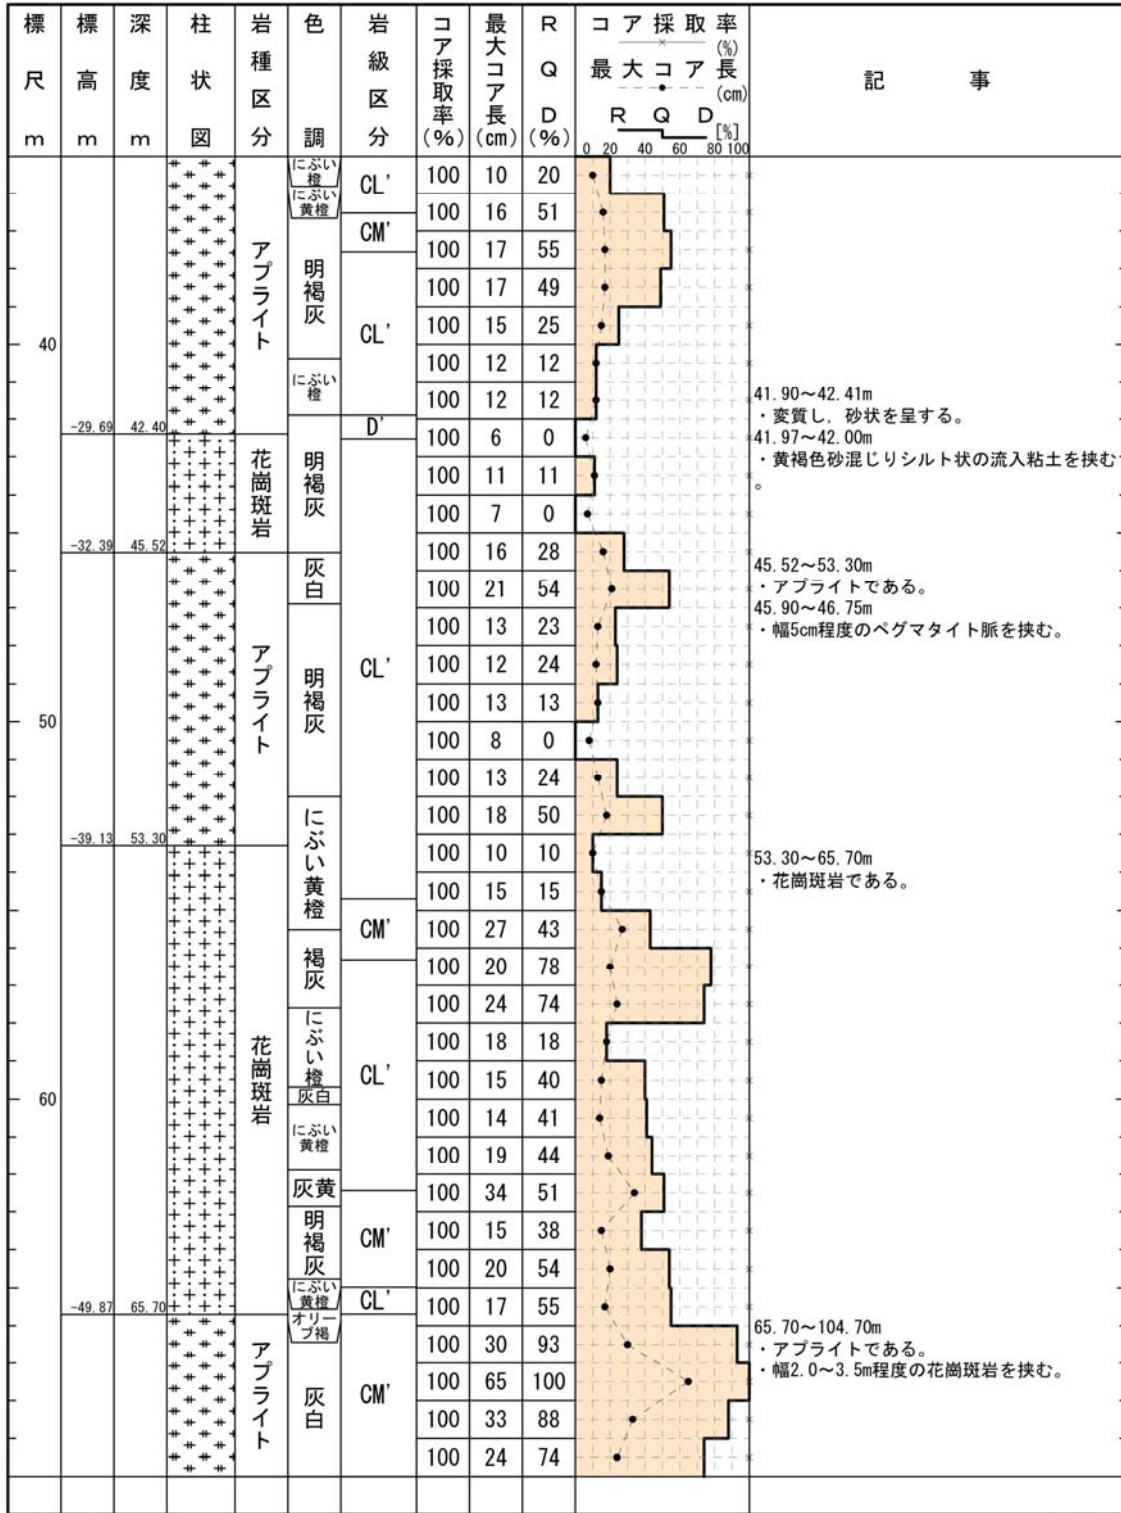 標尺 m
標高 m
深度 m
柱状図
岩種区分
色調
岩級区分
コア採取率(%)
最大コア長(cm)
RQD(%)
コア採取率(%)
最大コア長(cm)
RQD[%]
0 20 40 60 80 100
記事
にぶい橙
CL'
100 10 20
にぶい黄橙
100 16 51
CM'
アプライト
明褐灰
100 17 55
100 17 49
CL'
100 15 25
40
100 12 12
にぶい橙
100 12 12
41.90～42.41m
・変質し，砂状を呈する。
D'
-29.69 42.40
100 6 0
41.97～42.00m
・黄褐色砂混じりシルト状の流入粘土を挟む
。
花崗斑岩
明褐灰
100 11 11
100 7 0
-32.39 45.52
100 16 28
45.52～53.30m
・アプライトである。
灰白
100 21 54
45.90～46.75m
・幅5cm程度のペグマタイト脈を挟む。
100 13 23
アプライト
明褐灰
CL'
100 12 24
100 13 13
50
100 8 0
100 13 24
にぶい黄橙
100 18 50
-39.13 53.30
100 10 10
53.30～65.70m
・花崗斑岩である。
100 15 15
CM'
100 27 43
褐灰
100 20 78
100 24 74
にぶい橙
100 18 18
花崗斑岩
CL'
100 15 40
灰白
60
100 14 41
にぶい黄橙
100 19 44
灰黄
100 34 51
明褐灰
CM'
100 15 38
100 20 54
にぶい黄橙
CL'
100 17 55
-49.87 65.70
オリーブ褐
65.70～104.70m
・アプライトである。
・幅2.0～3.5m程度の花崗斑岩を挟む。
100 30 93
アプライト
灰白
CM'
100 65 100
100 33 88
100 24 74